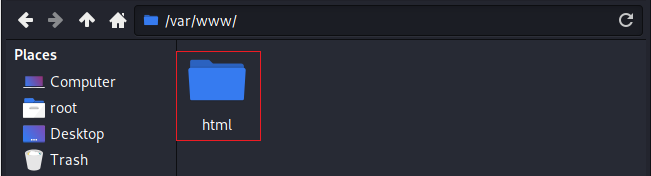 /var/www/
Places
Computer
root
Desktop
Trash
html